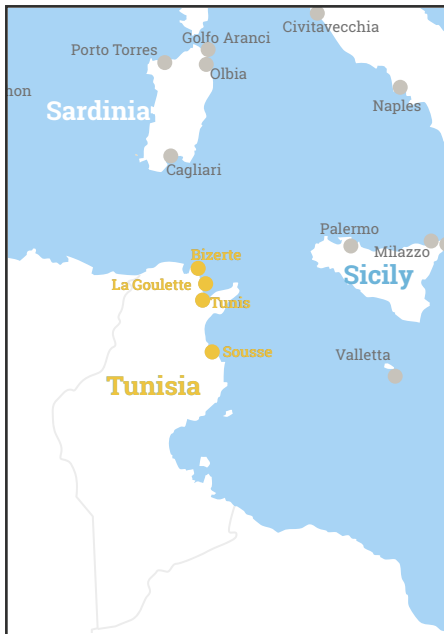 Civitavecchia
Golfo Aranci
Porto Torres
Olbia
non
Naples
Sardinia
Cagliari
Palermo
Milazzo
Bizerte
Sicily
La Goulette
Tunis
Sousse
Valletta
Tunisia